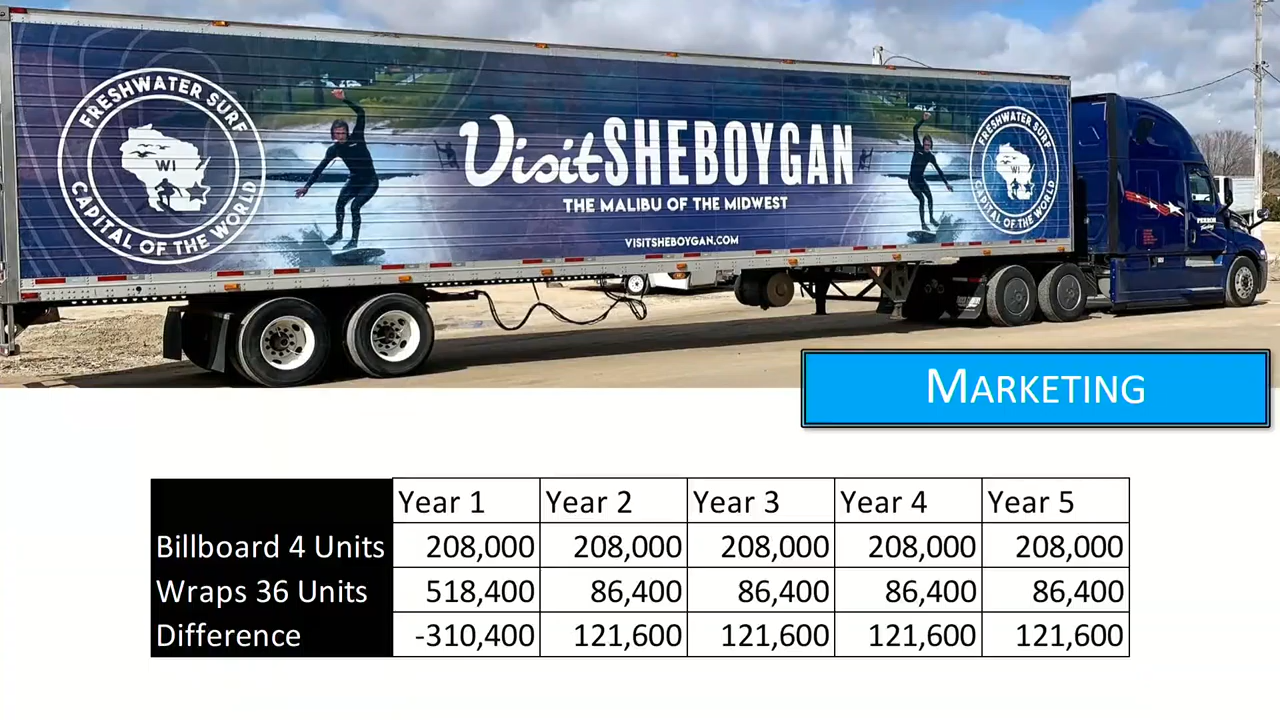 FRESHWATER SURF
CAPITAL OF THE WORLD
WI
Visit SHEBOYGAN
THE MALIBU OF THE MIDWEST
VISITSHEBOYGAN.COM
FRESHWATER SURF
CAPITAL OF THE WORLD
WI
MARKETING
Year 1 Year 2 Year 3 Year 4 Year 5
Billboard 4 Units 208,000 208,000 208,000 208,000 208,000
Wraps 36 Units 518,400 86,400 86,400 86,400 86,400
Difference -310,400 121,600 121,600 121,600 121,600